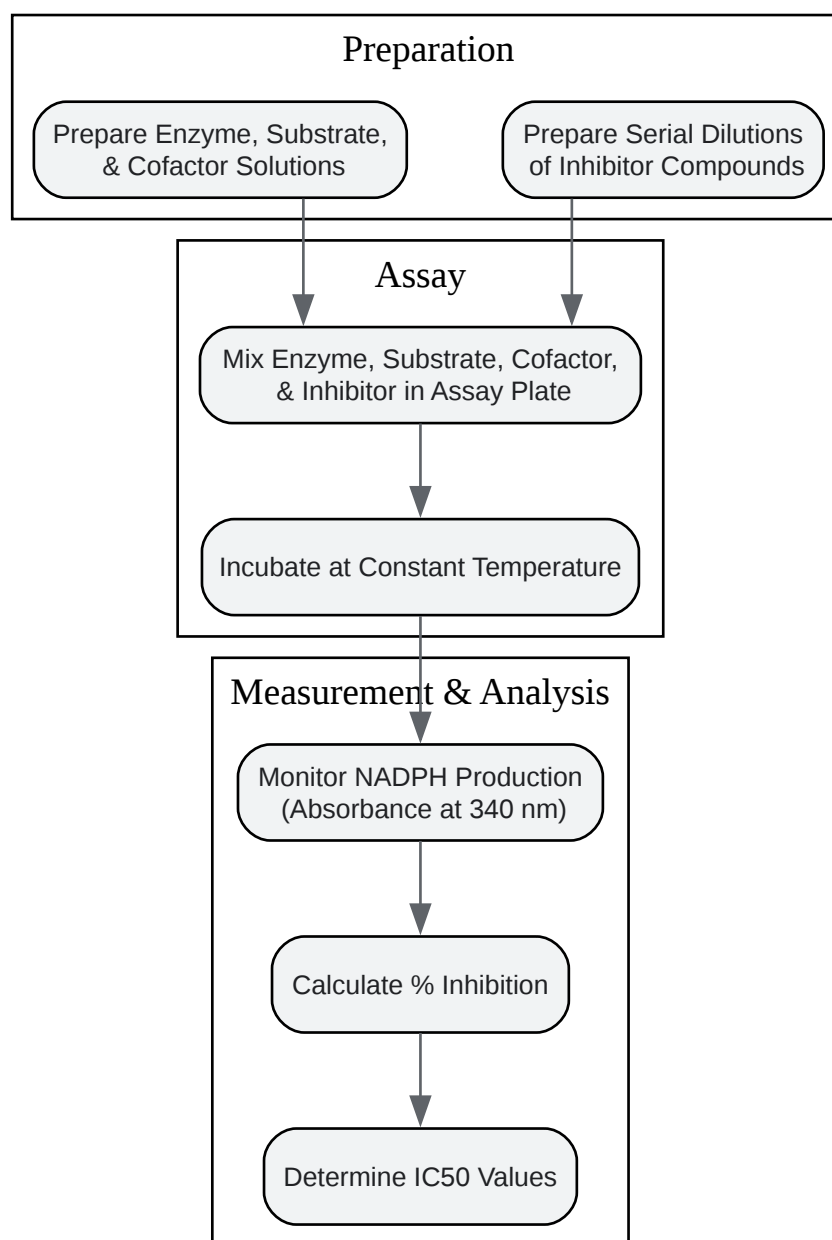 Preparation
Prepare Enzyme, Substrate,
& Cofactor Solutions
Prepare Serial Dilutions
of Inhibitor Compounds
Assay
Mix Enzyme, Substrate, Cofactor,
& Inhibitor in Assay Plate
Incubate at Constant Temperature
Measurement & Analysis
Monitor NADPH Production
(Absorbance at 340 nm)
Calculate % Inhibition
Determine IC50 Values